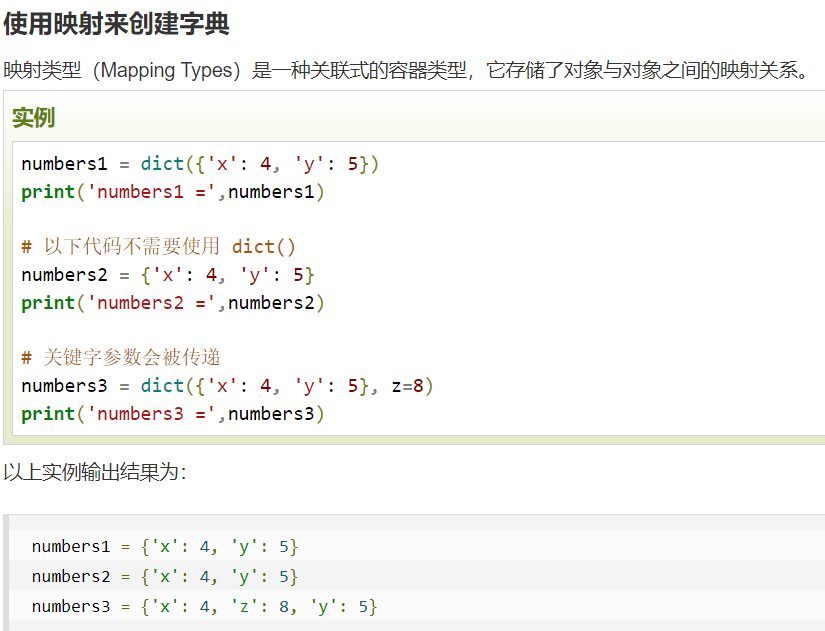 使用映射来创建字典
映射类型（Mapping Types）是一种关联式的容器类型，它存储了对象与对象之间的映射关系。
实例
numbers1 = dict({'x': 4, 'y': 5})
print('numbers1 =',numbers1)
# 以下代码不需要使用 dict()
numbers2 = {'x': 4, 'y': 5}
print('numbers2 =',numbers2)
# 关键字参数会被传递
numbers3 = dict({'x': 4, 'y': 5}, z=8)
print('numbers3 =',numbers3)
以上实例输出结果为：
numbers1 = {'x': 4, 'y': 5}
numbers2 = {'x': 4, 'y': 5}
numbers3 = {'x': 4, 'z': 8, 'y': 5}